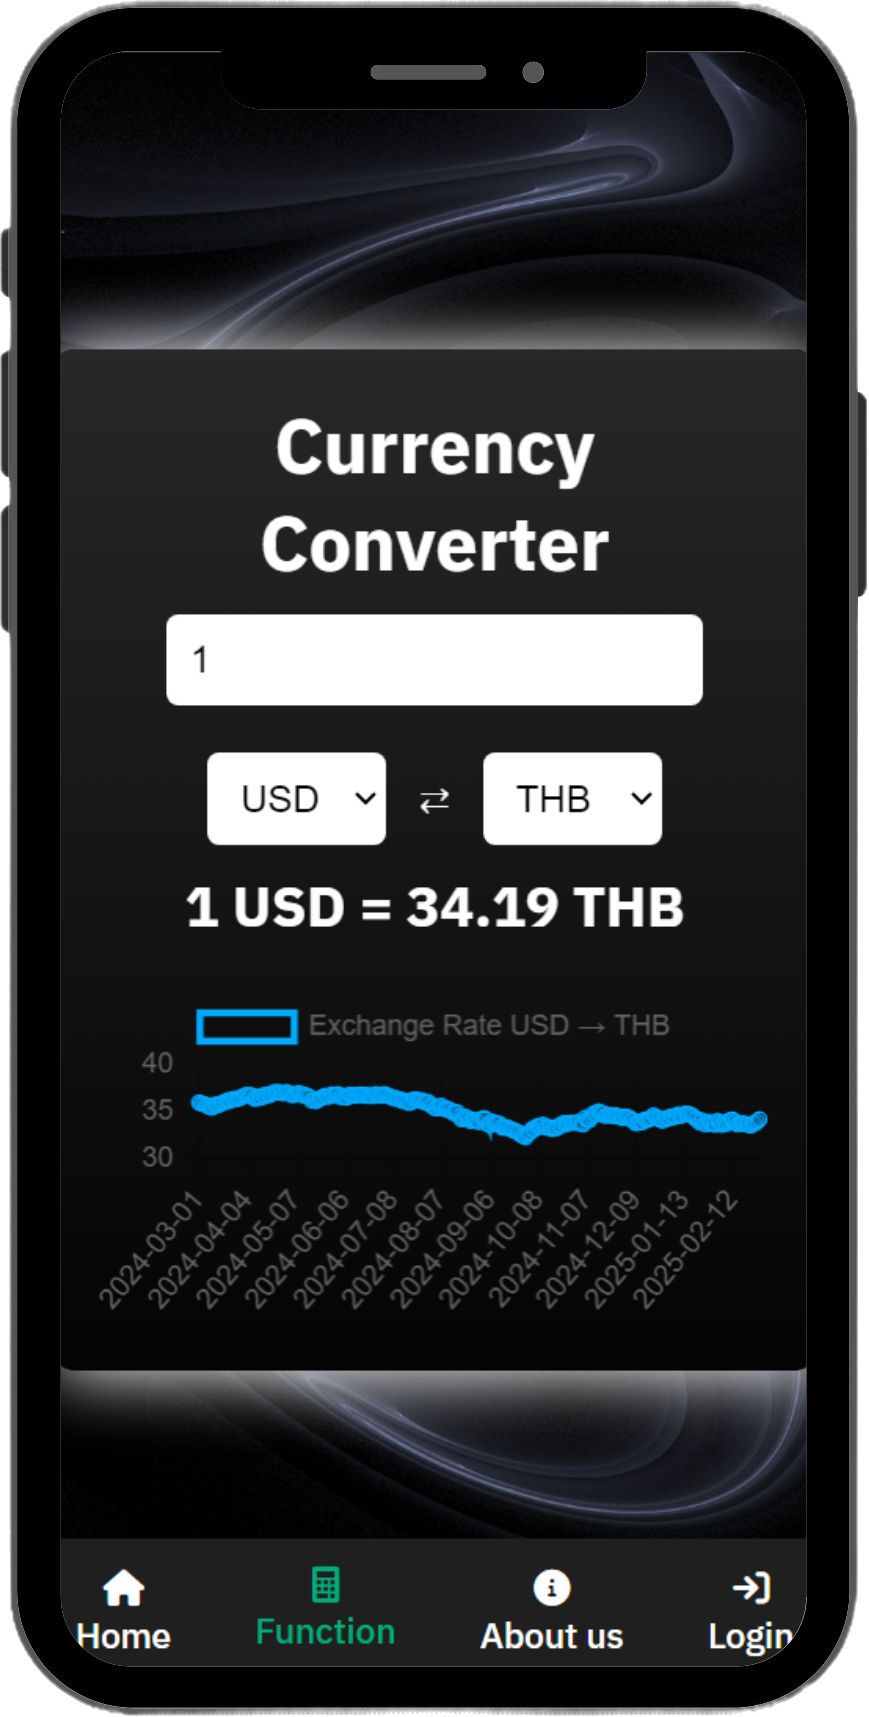 Currency
Converter
1
USD ⇄ THB
1 USD = 34.19 THB
Exchange Rate USD → THB
40
35
30
2024-03-01
2024-04-04
2024-05-07
2024-06-06
2024-07-08
2024-08-07
2024-09-06
2024-10-08
2024-11-07
2024-12-09
2025-01-13
2025-02-12
Home
Function
About us
Login